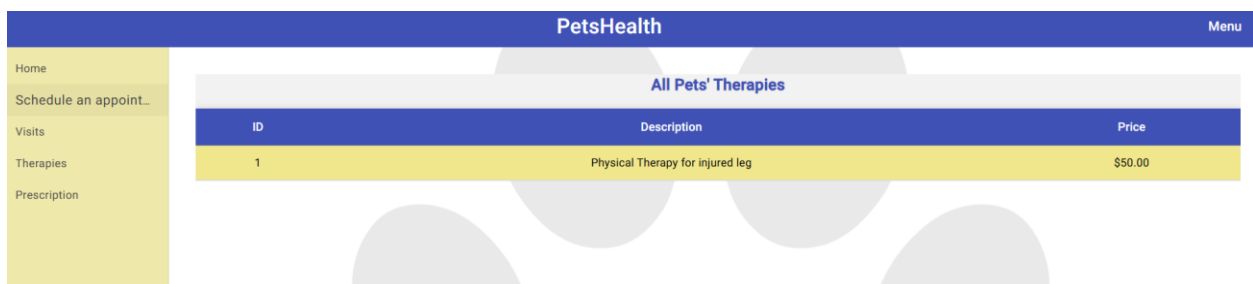 PetsHealth
Menu
Home
Schedule an appoint...
Visits
Therapies
Prescription
All Pets' Therapies
ID Description Price
1 Physical Therapy for injured leg $50.00